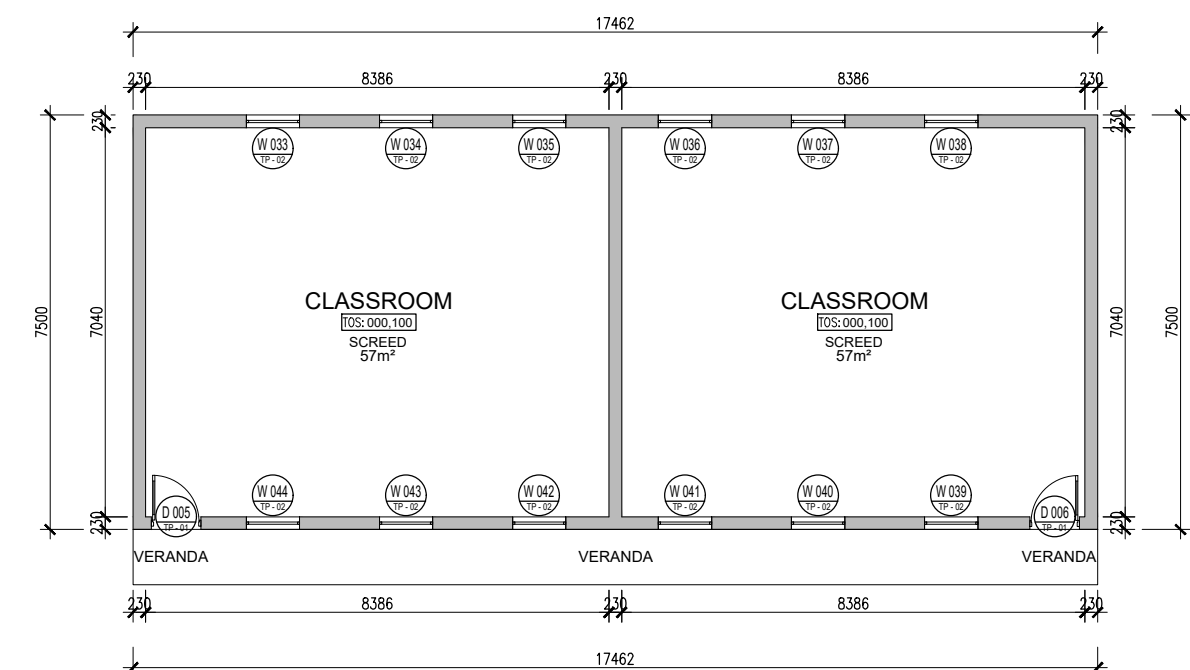 17462
230 8386 230 8386 230
230 230
W 033 W 034 W 035 W 036 W 037 W 038
TP - 02 TP - 02 TP - 02 TP - 02 TP - 02 TP - 02
7500 7040 7040 7500
CLASSROOM CLASSROOM
TOS: 000,100 TOS: 000,100
SCREED SCREED
57m² 57m²
W 044 W 043 W 042 W 041 W 040 W 039
TP - 02 TP - 02 TP - 02 TP - 02 TP - 02 TP - 02
D 005 D 006
TP - 01 TP - 01
230 230
VERANDA VERANDA VERANDA
230 8386 230 8386 230
17462